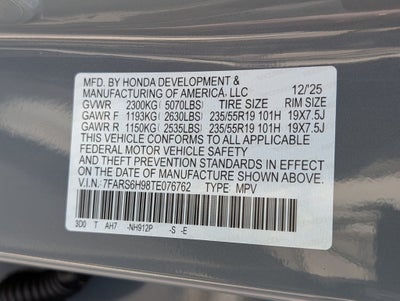 MFD. BY HONDA DEVELOPMENT &
MANUFACTURING OF AMERICA, LLC 12/'25
GVWR 2300KG(5070LBS) TIRE SIZE RIM SIZE
GAWR F 1193KG(2630LBS) 235/55R19 101H 19X7.5J
GAWR R 1150KG(2535LBS) 235/55R19 101H 19X7.5J
THIS VEHICLE CONFORMS TO ALL APPLICABLE
FEDERAL MOTOR VEHICLE SAFETY
AND THEFT PREVENTION STANDARDS IN EFFECT
ON THE DATE OF MANUFACTURE SHOWN ABOVE.
V.I.N: 7FARS6H98TE076762 TYPE: MPV
3D0 T AH7 -NH912P -S -E